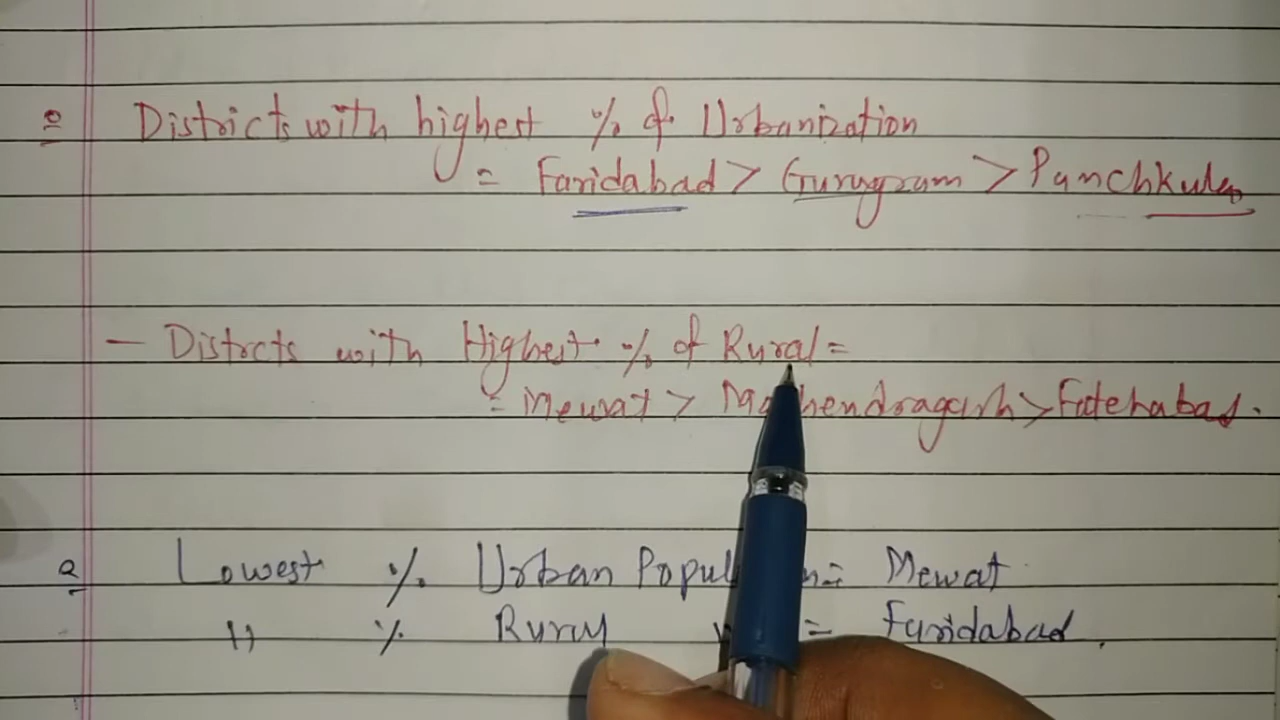 Q Districts with highest % of Urbanization
= Faridabad > Gurugram > Panchkula
- Distrcts with Highest % of Rural =
= Mewat > Mahendragarh > Fatehabad.
Q Lowest % Urban Population = Mewat
" % Rural " = Faridabad.